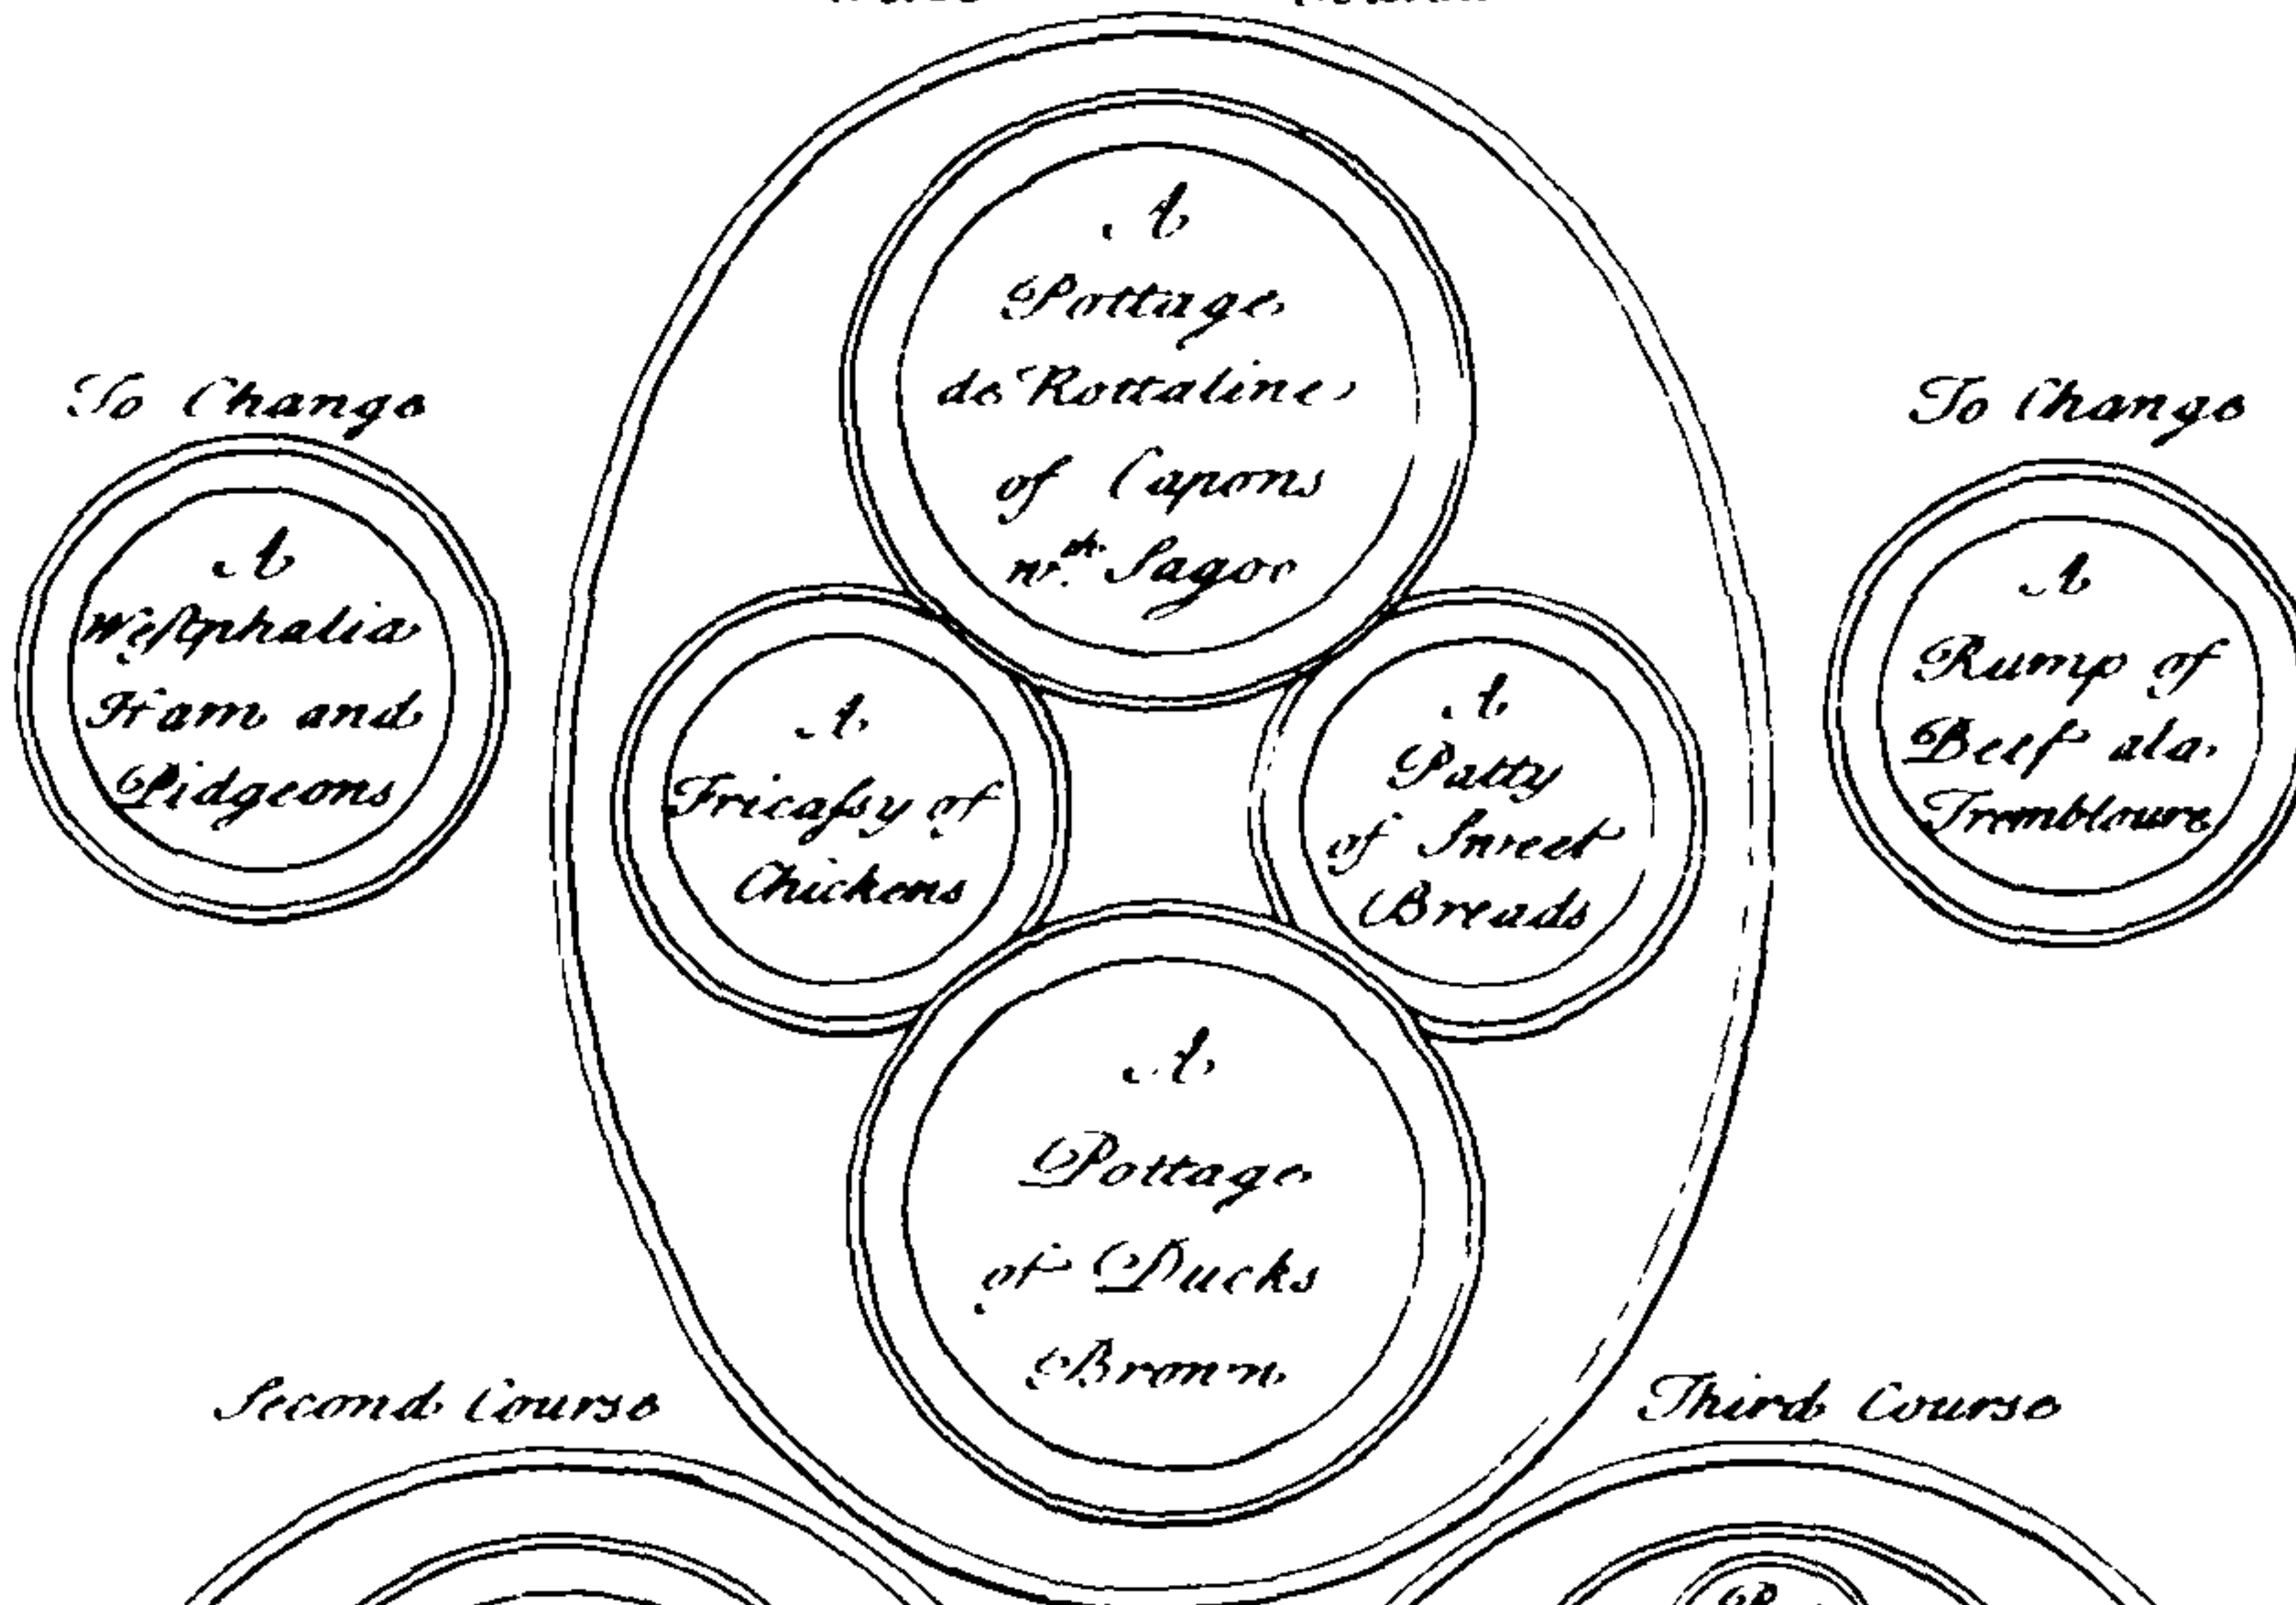 A
Pottage
de Rottaline
of Capons
wth. Sagoe
To Change
A
Westphalia
Ham and
Pidgeons
A
Fricassy of
Chickens
A
Patty
of Sweet
Breads
To Change
A
Rump of
Beef ala
Trembloure
A
Pottage
of Ducks
Brown
Second Course
Third Course